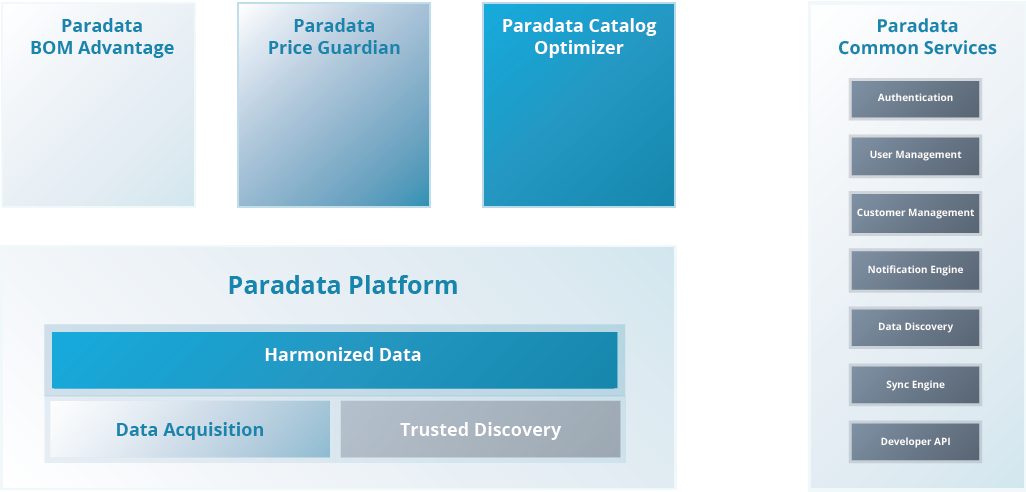 Paradata
BOM Advantage
Paradata
Price Guardian
Paradata Catalog
Optimizer
Paradata
Common Services
Authentication
User Management
Customer Management
Notification Engine
Data Discovery
Sync Engine
Developer API
Paradata Platform
Harmonized Data
Data Acquisition
Trusted Discovery